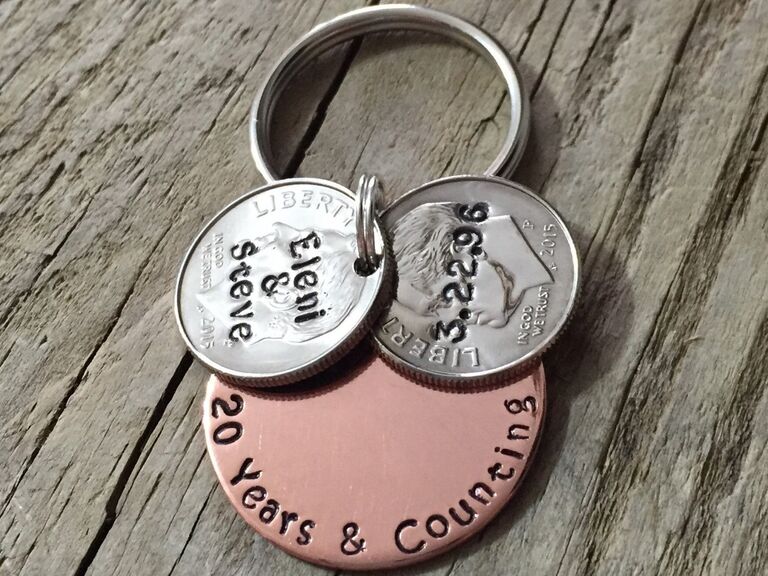 LIBERTY
IN GOD
WE TRUST
2015
Eleni
&
Steve
LIBERTY
3.22.96
P
2015
IN GOD
WE TRUST
20 Years & Counting